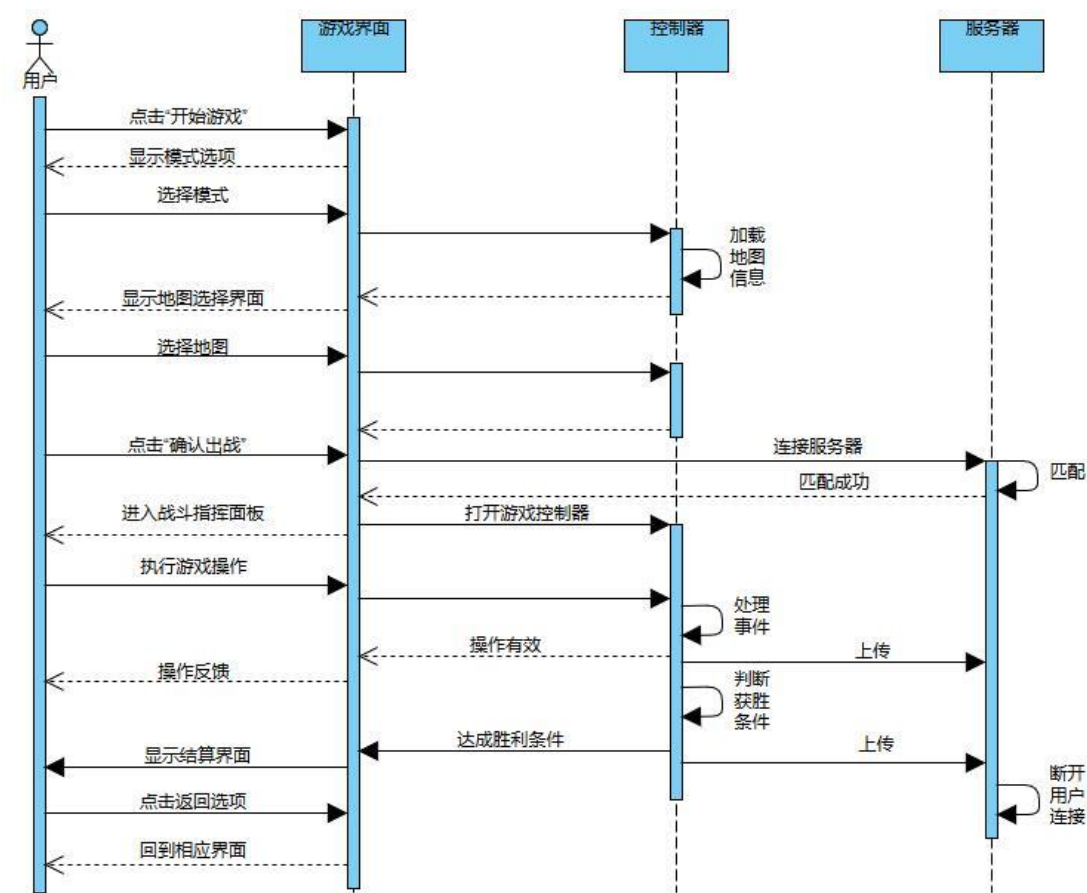 游戏界面
控制器
服务器
用户
点击“开始游戏”
显示模式选项
选择模式
加载
地图
信息
显示地图选择界面
选择地图
点击“确认出战”
连接服务器
匹配
匹配成功
进入战斗指挥面板
打开游戏控制器
执行游戏操作
处理
事件
操作有效
上传
操作反馈
判断
获胜
条件
达成胜利条件
上传
显示结算界面
断开
用户
连接
点击返回选项
回到相应界面